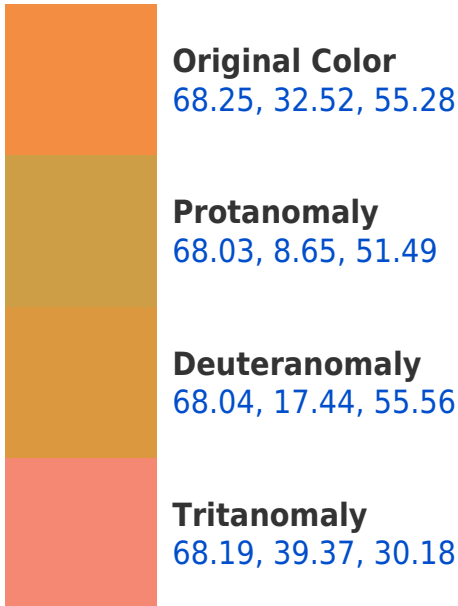 Original Color
68.25, 32.52, 55.28
Protanomaly
68.03, 8.65, 51.49
Deuteranomaly
68.04, 17.44, 55.56
Tritanomaly
68.19, 39.37, 30.18